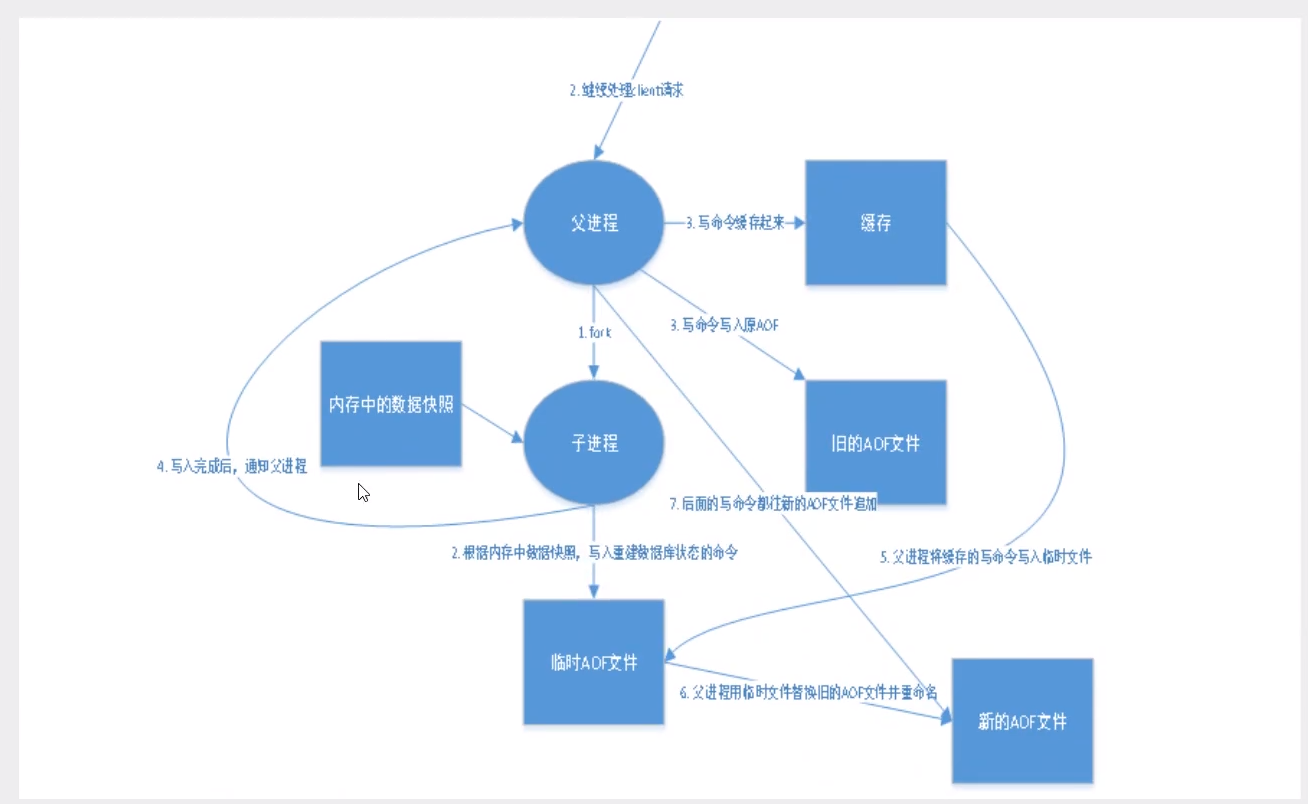 2.继续处理client请求
父进程
3.写命令缓存起来
缓存
1.fork
3.写命令写入原AOF
内存中的数据快照
子进程
旧的AOF文件
4.写入完成后，通知父进程
7.后面的写命令都往新的AOF文件追加
2.根据内存中数据快照，写入重建数据库状态的命令
5.父进程将缓存的写命令写入临时文件
临时AOF文件
6.父进程用临时文件替换旧的AOF文件并重命名
新的AOF文件